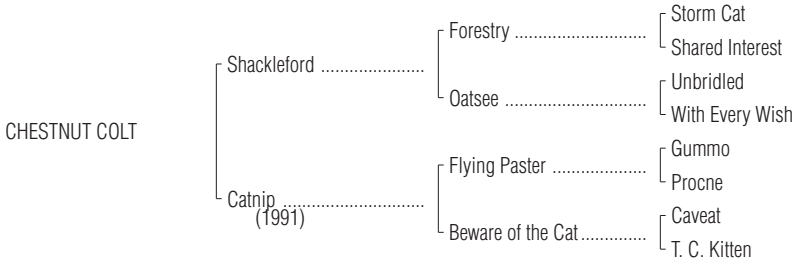 Storm Cat
Forestry ............................
Shared Interest
Shackleford ......................
Unbridled
Oatsee ..............................
With Every Wish
CHESTNUT COLT
Gummo
Flying Paster ....................
Procne
Catnip ..............................
(1991)
Caveat
Beware of the Cat ..............
T. C. Kitten